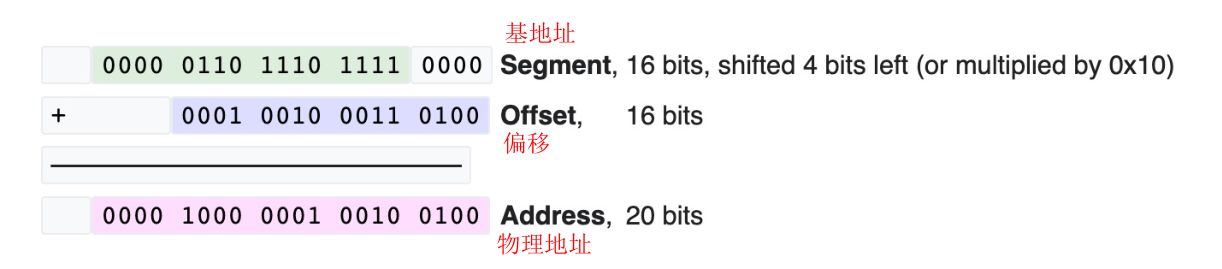 基地址
0000 0110 1110 1111 0000 Segment, 16 bits, shifted 4 bits left (or multiplied by 0x10)
+ 0001 0010 0011 0100 Offset, 16 bits
偏移
0000 1000 0001 0010 0100 Address, 20 bits
物理地址